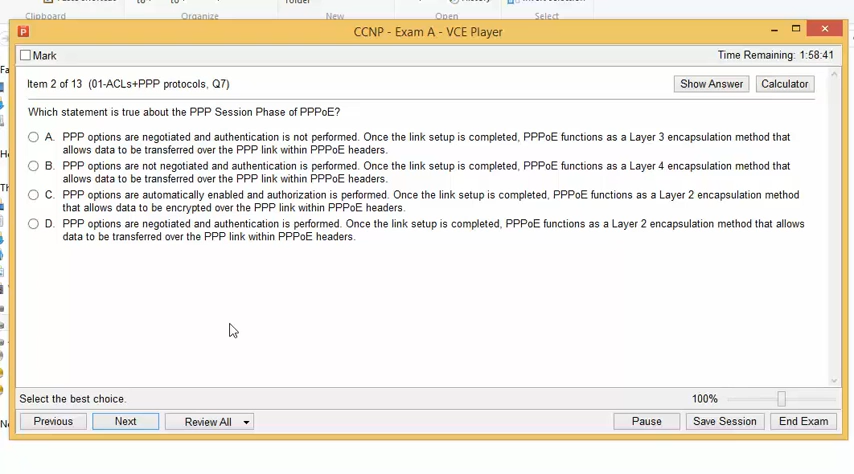 Clipboard Organize New Open Select
CCNP - Exam A - VCE Player
Mark Time Remaining: 1:58:41
Item 2 of 13 (01-ACLs+PPP protocols, Q7) Show Answer Calculator
Which statement is true about the PPP Session Phase of PPPoE?
A. PPP options are negotiated and authentication is not performed. Once the link setup is completed, PPPoE functions as a Layer 3 encapsulation method that
allows data to be transferred over the PPP link within PPPoE headers.
B. PPP options are not negotiated and authentication is performed. Once the link setup is completed, PPPoE functions as a Layer 4 encapsulation method that
allows data to be transferred over the PPP link within PPPoE headers.
C. PPP options are automatically enabled and authorization is performed. Once the link setup is completed, PPPoE functions as a Layer 2 encapsulation method
that allows data to be encrypted over the PPP link within PPPoE headers.
D. PPP options are negotiated and authentication is performed. Once the link setup is completed, PPPoE functions as a Layer 2 encapsulation method that allows
data to be transferred over the PPP link within PPPoE headers.
Select the best choice. 100%
Previous Next Review All Pause Save Session End Exam